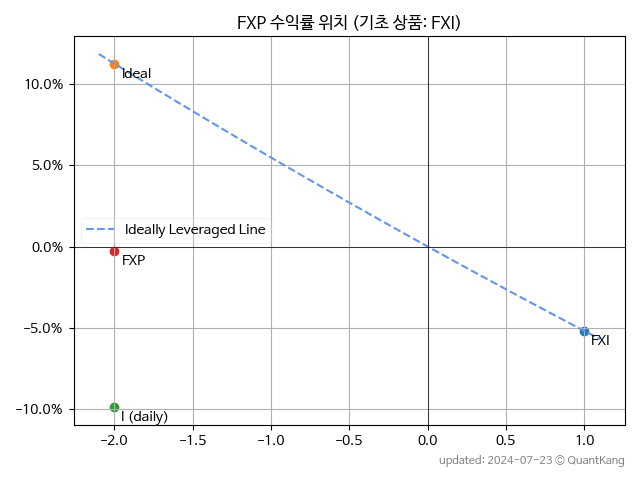 FXP 수익률 위치 (기초 상품: FXI)
10.0%
5.0%
0.0%
−5.0%
−10.0%
Ideal
Ideally Leveraged Line
FXP
FXI
I (daily)
−2.0 −1.5 −1.0 −0.5 0.0 0.5 1.0
updated: 2024-07-23 © QuantKang